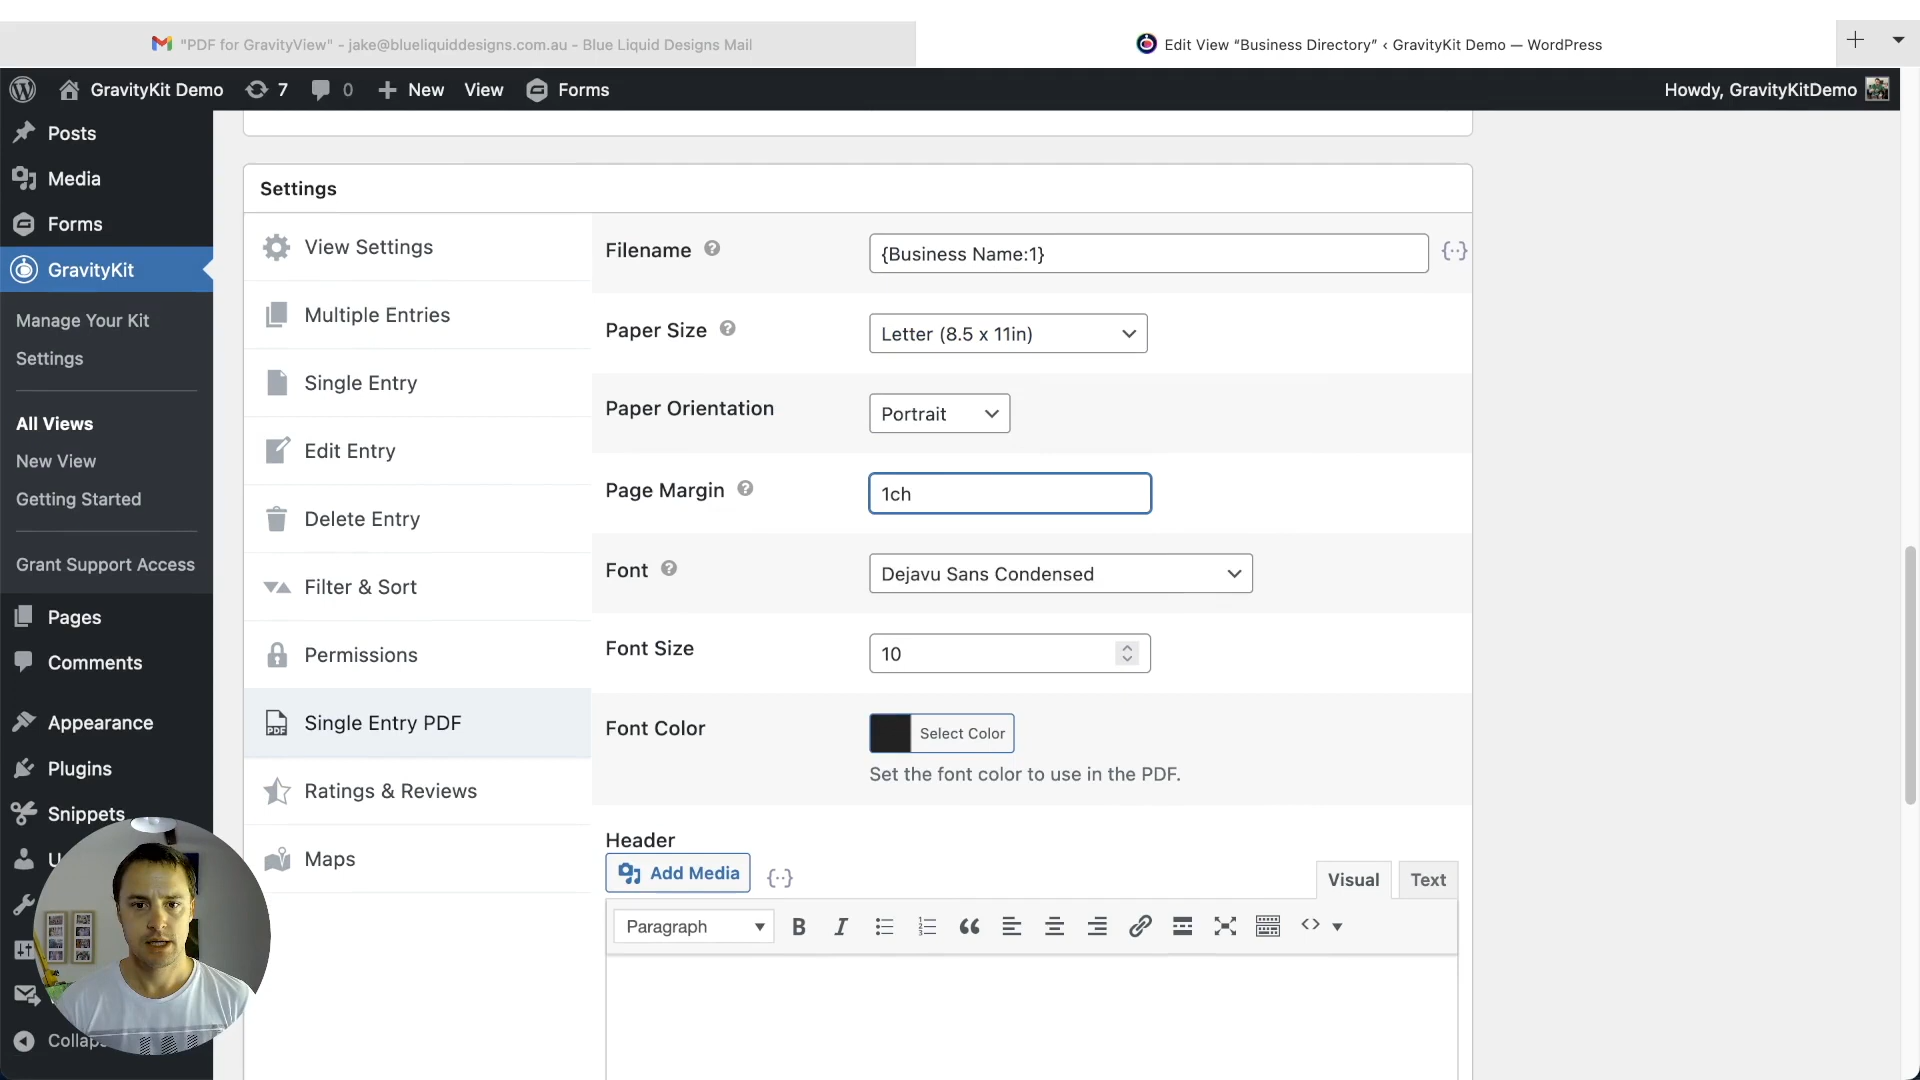 "PDF for GravityView" - jake@blueliquiddesigns.com.au - Blue Liquid Designs Mail
Edit View “Business Directory” ‹ GravityKit Demo — WordPress
GravityKit Demo
7
0
New
View
Forms
Howdy, GravityKitDemo
Posts
Media
Forms
GravityKit
Manage Your Kit
Settings
All Views
New View
Getting Started
Grant Support Access
Pages
Comments
Appearance
Plugins
Snippets
Settings
View Settings
Multiple Entries
Single Entry
Edit Entry
Delete Entry
Filter & Sort
Permissions
PDF
Single Entry PDF
Ratings & Reviews
Maps
Filename
{Business Name:1}
Paper Size
Letter (8.5 x 11in)
Paper Orientation
Portrait
Page Margin
1ch
Font
Dejavu Sans Condensed
Font Size
10
Font Color
Select Color
Set the font color to use in the PDF.
Header
Add Media
Visual
Text
Paragraph